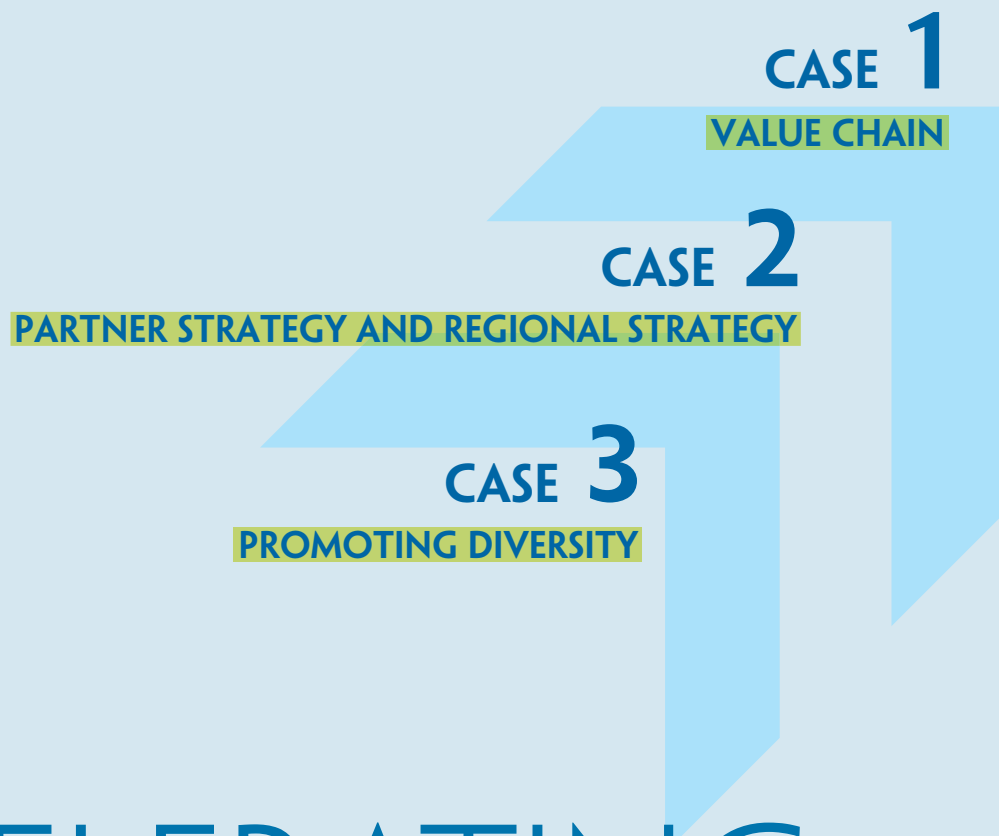 CASE 1
VALUE CHAIN
CASE 2
PARTNER STRATEGY AND REGIONAL STRATEGY
CASE 3
PROMOTING DIVERSITY